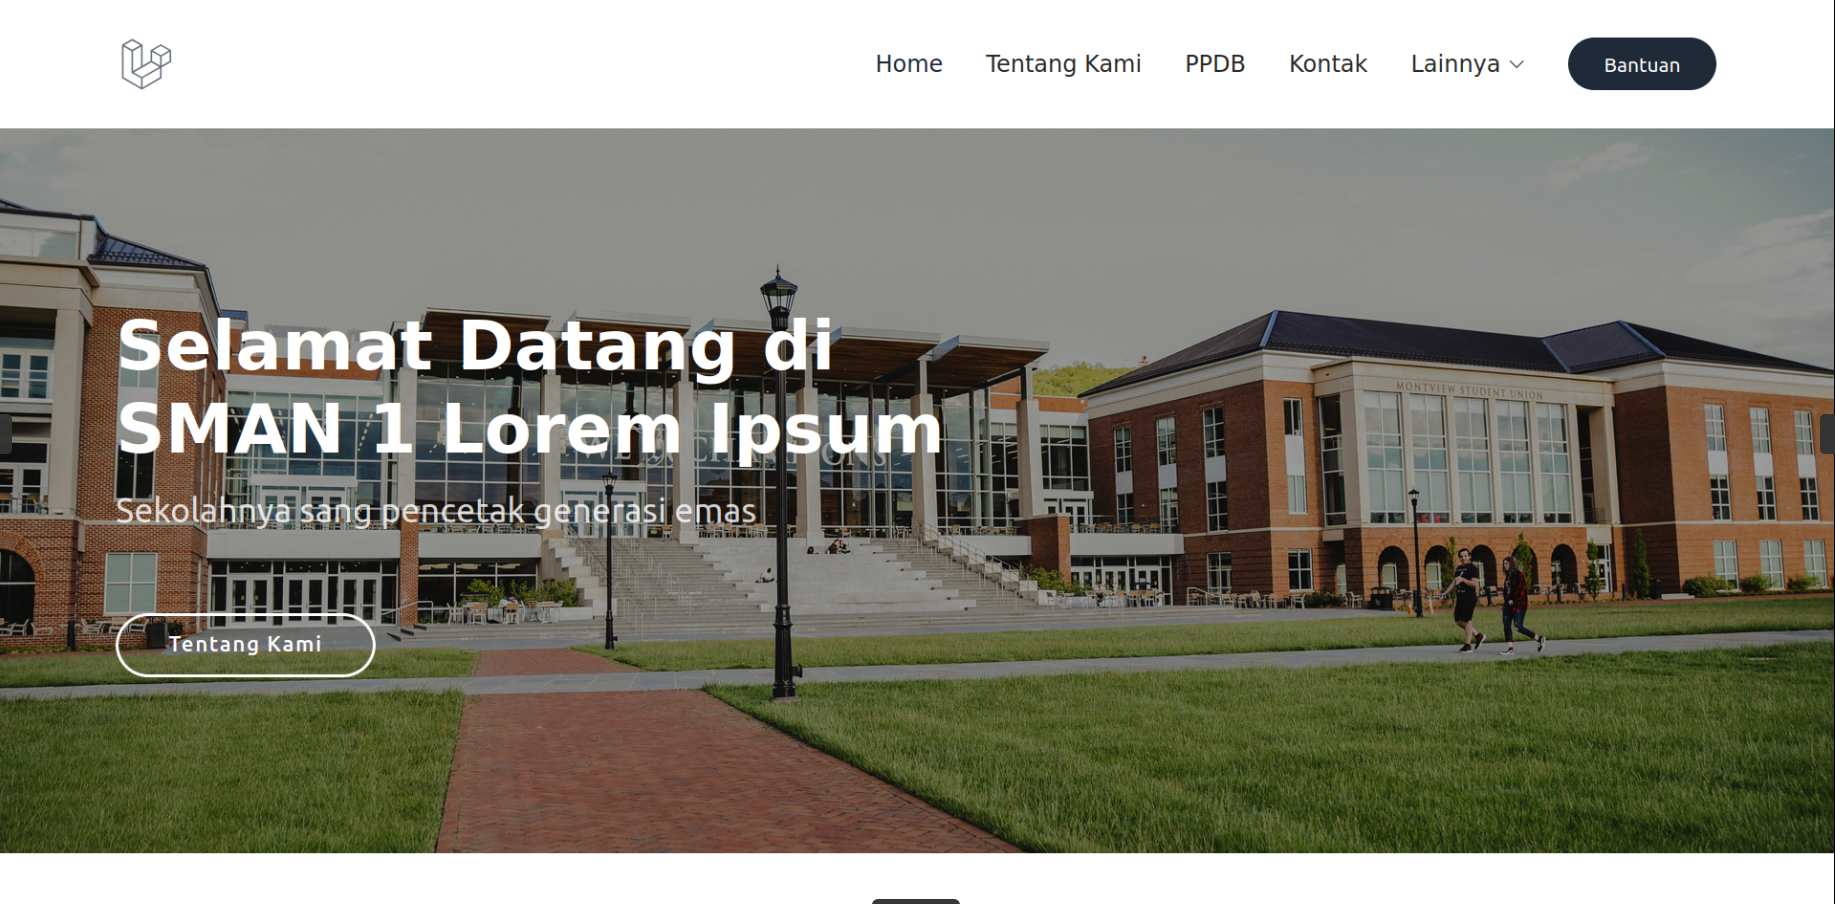 Home
Tentang Kami
PPDB
Kontak
Lainnya
Bantuan
Selamat Datang di
SMAN 1 Lorem Ipsum
MONTVIEW STUDENT UNION
Sekolahnya sang pencetak generasi emas
Tentang Kami